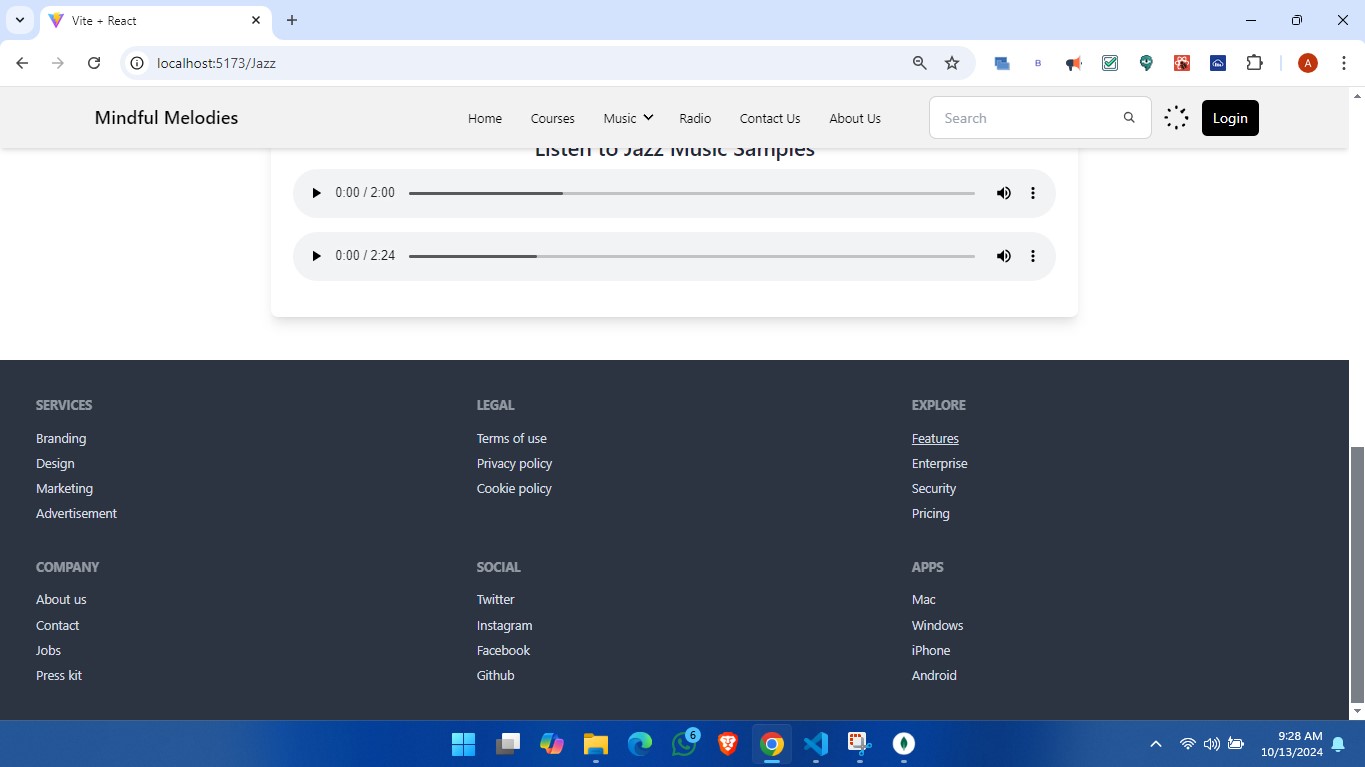 Vite + React
localhost:5173/Jazz
B
A
Mindful Melodies
Home
Courses
Music
Radio
Contact Us
About Us
Search
Login
Listen to Jazz Music Samples
0:00 / 2:00
0:00 / 2:24
SERVICES
Branding
Design
Marketing
Advertisement
LEGAL
Terms of use
Privacy policy
Cookie policy
EXPLORE
Features
Enterprise
Security
Pricing
COMPANY
About us
Contact
Jobs
Press kit
SOCIAL
Twitter
Instagram
Facebook
Github
APPS
Mac
Windows
iPhone
Android
6
9:28 AM
10/13/2024